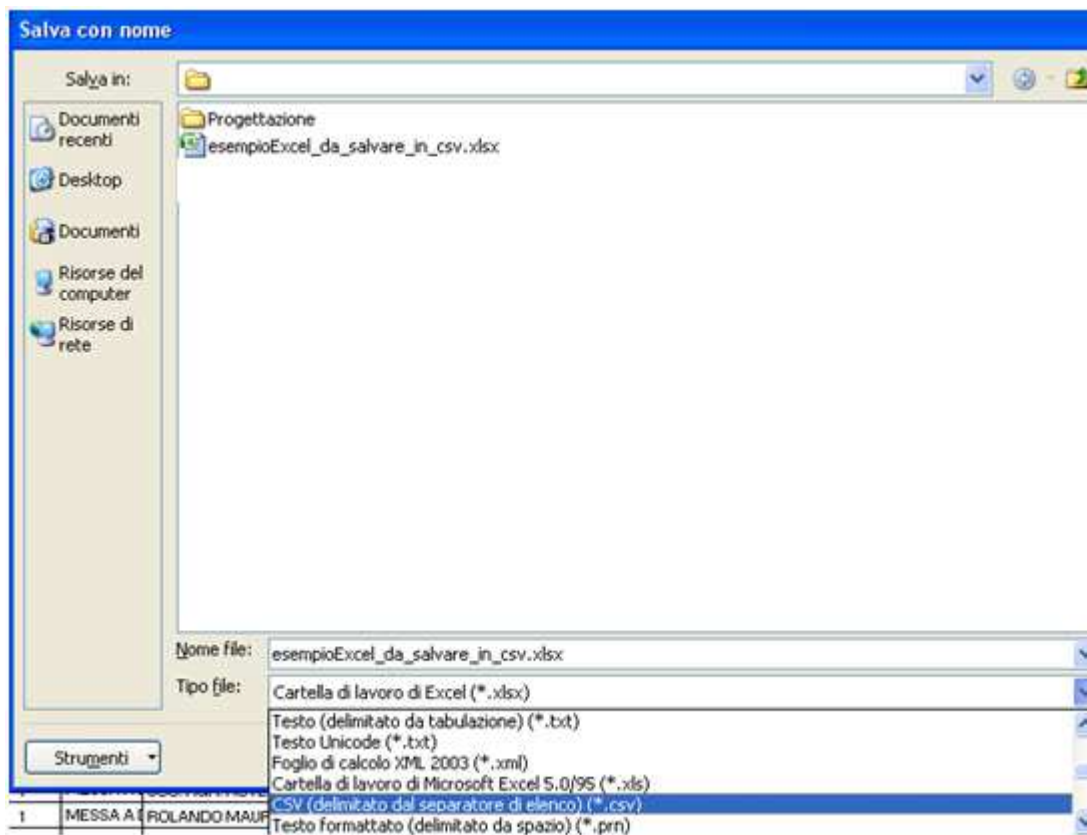 Salva con nome
Salva in:
Documenti
recenti
Desktop
Documenti
Risorse del
computer
Risorse di
rete
Progettazione
esempioExcel_da_salvare_in_csv.xlsx
Nome file:
esempioExcel_da_salvare_in_csv.xlsx
Tipo file:
Cartella di lavoro di Excel (*.xlsx)
Testo (delimitato da tabulazione) (*.txt)
Testo Unicode (*.txt)
Foglio di calcolo XML 2003 (*.xml)
Cartella di lavoro di Microsoft Excel 5.0/95 (*.xls)
CSV (delimitato dal separatore di elenco) (*.csv)
Testo formattato (delimitato da spazio) (*.prn)
Strumenti
1 MESSA A ROLANDO